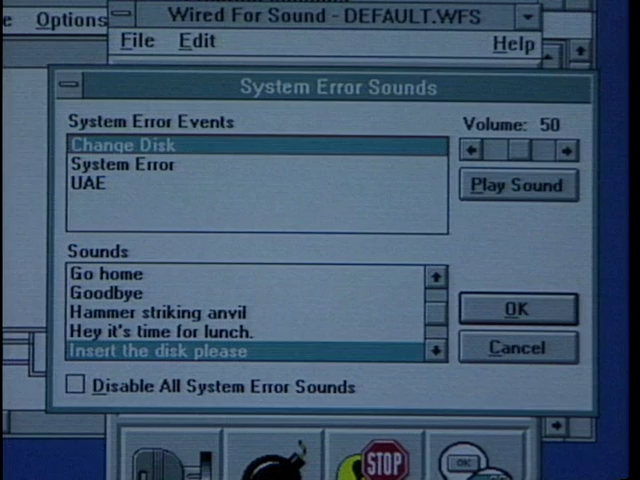 e Options
Wired For Sound - DEFAULT.WFS
File Edit Help
System Error Sounds
System Error Events
Volume: 50
Change Disk
System Error
UAE
Play Sound
Sounds
Go home
Goodbye
Hammer striking anvil
Hey it's time for lunch.
Insert the disk please
OK
Cancel
Disable All System Error Sounds
STOP
OK